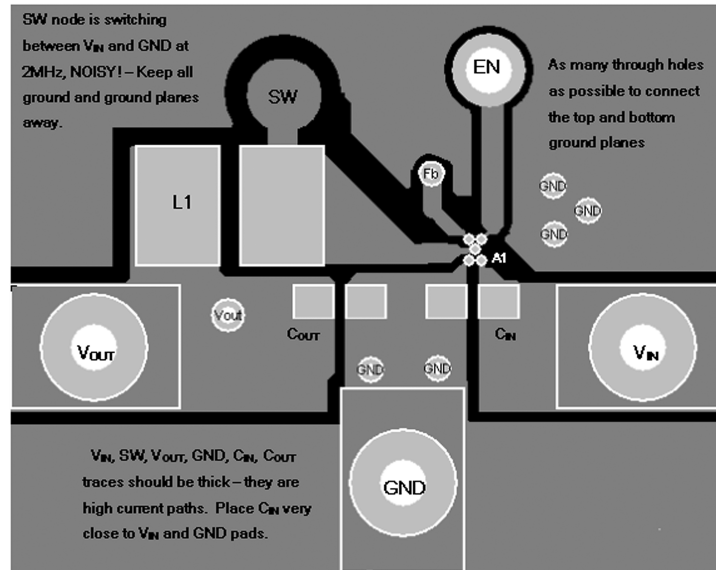 SW node is switching
between VIN and GND at
2MHz, NOISY! – Keep all
ground and ground planes
away.
SW
EN
As many through holes
as possible to connect
the top and bottom
ground planes
Fb
L1
GND
GND
GND
A1
Vout
COUT
CIN
VOUT
VIN
GND
GND
VIN, SW, VOUT, GND, CIN, COUT
traces should be thick – they are
high current paths. Place CIN very
close to VIN and GND pads.
GND